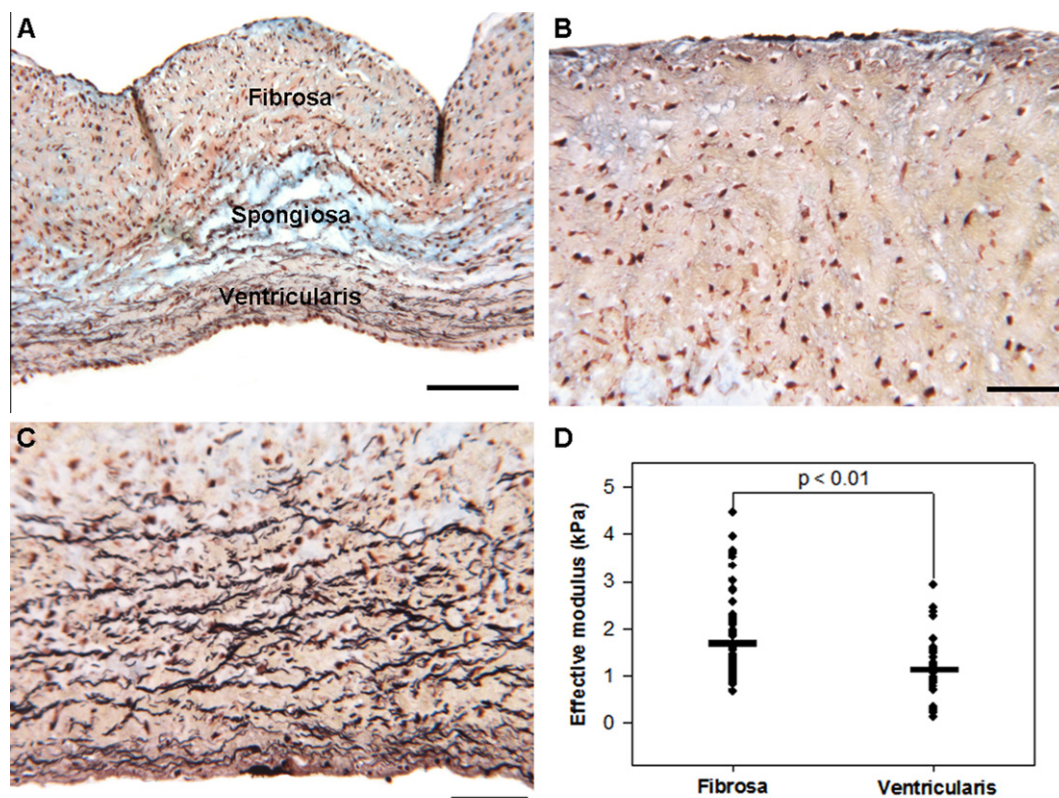 A
Fibrosa
Spongiosa
Ventricularis
B
C
D
p < 0.01
Effective modulus (kPa)
5
4
3
2
1
0
Fibrosa
Ventricularis